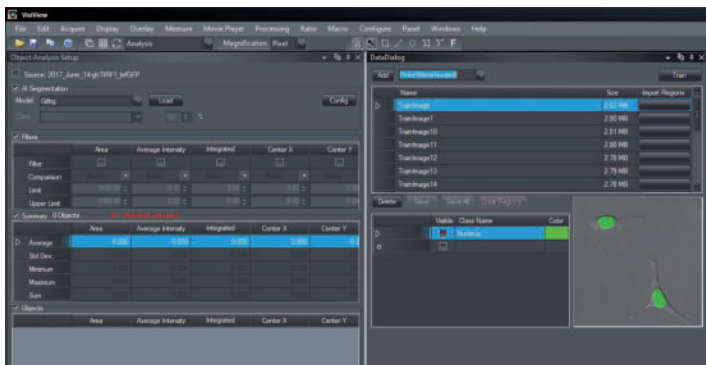 VisiView
File Edit Acquire Display Overlay Measure Movie Player Processing Ratio Macro Configure Panel Windows Help
Analysis Magnification Pixel
Object Analysis Setup
Source: 2017_June_14
AI Segmentation
Model Load Config
Class %
Filters
Area Average Intensity Integrated Center X Center Y
Filter
Comparison
Limit
Upper Limit
Summary 0 Objects
Area Average Intensity Integrated Center X Center Y
Average 0.000 0.000 0.000 0.000
Std Dev
Minimum
Maximum
Sum
Objects
Area Average Intensity Integrated Center X Center Y
DataDialog
Add Train
Name Size Import Regions
TrainImage 2.92 MB
TrainImage1 2.80 MB
TrainImage10 2.81 MB
TrainImage11 2.80 MB
TrainImage12 2.78 MB
TrainImage13 2.79 MB
TrainImage14 2.78 MB
Delete Save Save All
Visible Class Name Color
Nucleus